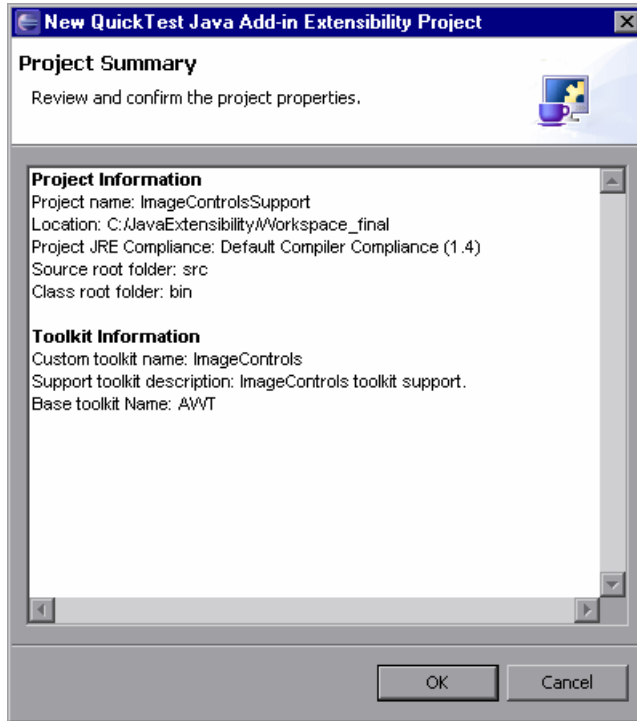 New QuickTest Java Add-in Extensibility Project
Project Summary
Review and confirm the project properties.
Project Information
Project name: ImageControlsSupport
Location: C:/JavaExtensibility/Workspace_final
Project JRE Compliance: Default Compiler Compliance (1.4)
Source root folder: src
Class root folder: bin
Toolkit Information
Custom toolkit name: ImageControls
Support toolkit description: ImageControls toolkit support.
Base toolkit Name: AWT
OK
Cancel